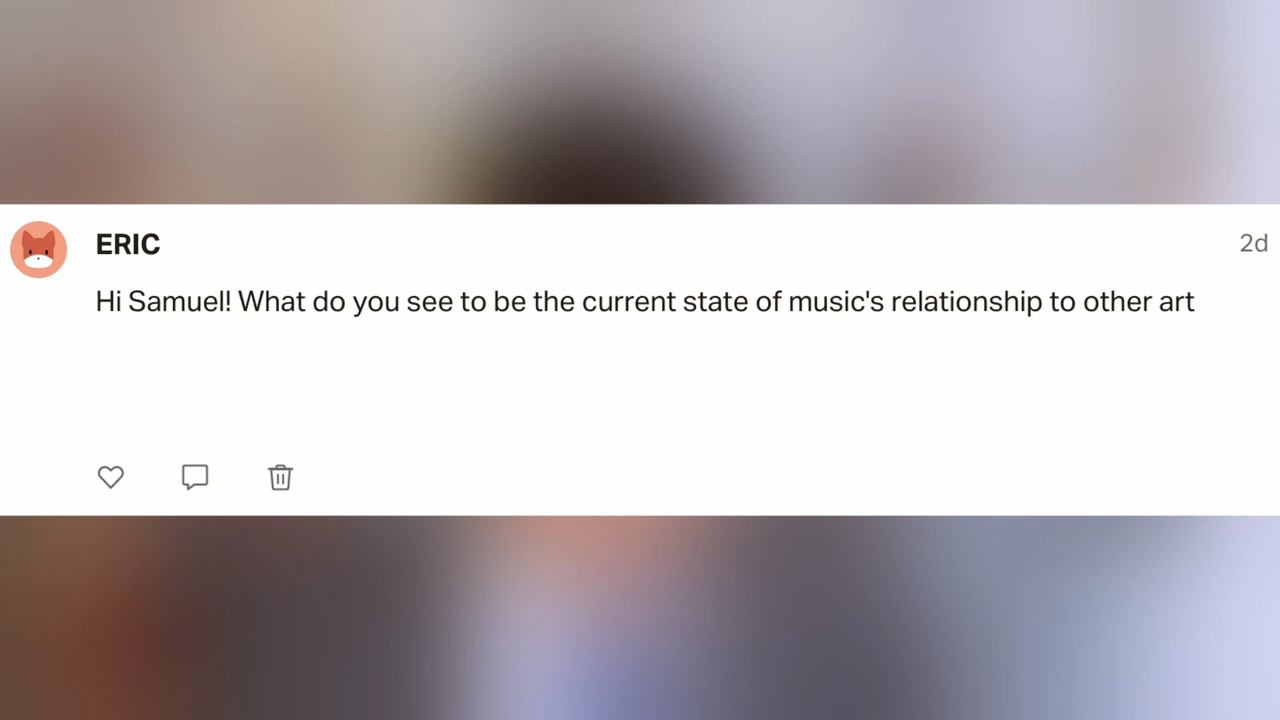 ERIC
2d
Hi Samuel! What do you see to be the current state of music's relationship to other art